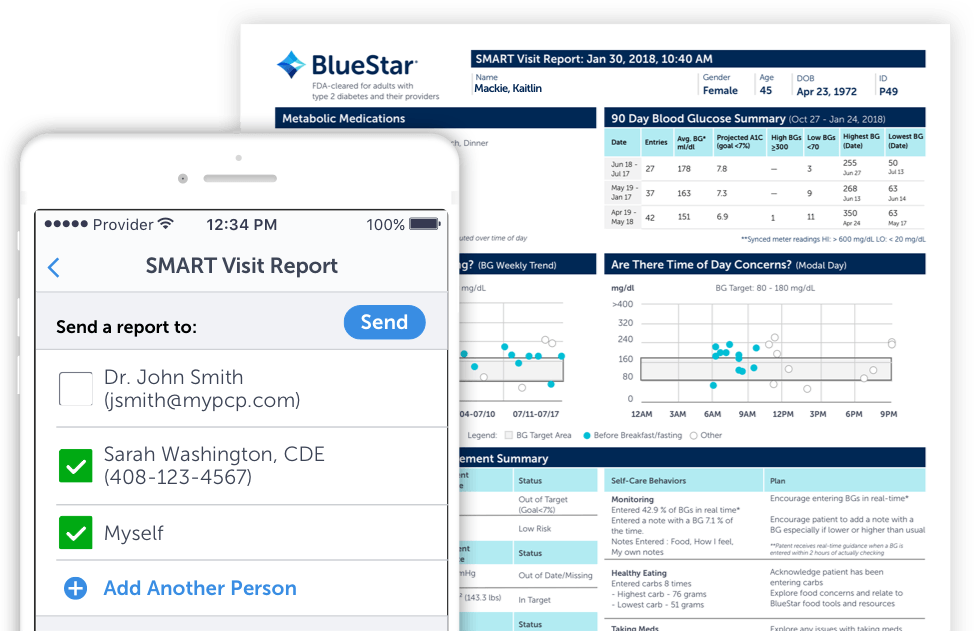 BlueStar
FDA-cleared for adults with
type 2 diabetes and their providers
SMART Visit Report: Jan 30, 2018, 10:40 AM
Name Gender Age DOB ID
Mackie, Kaitlin Female 45 Apr 23, 1972 P49
Metabolic Medications
Dinner
uted over time of day
90 Day Blood Glucose Summary (Oct 27 - Jan 24, 2018)
Date Entries Avg. BG* ml/dl Projected A1C (goal <7%) High BGs ≥300 Low BGs <70 Highest BG (Date) Lowest BG (Date)
Jun 18 - Jul 17 27 178 7.8 — 3 255 Jun 27 50 Jul 13
May 19 - Jan 17 37 163 7.3 — 9 268 Jun 13 63 Jun 14
Apr 19 - May 18 42 151 6.9 1 11 350 Apr 24 63 May 17
**Synced meter readings HI: > 600 mg/dL LO: < 20 mg/dL
g? (BG Weekly Trend)
mg/dL
04-07/10 07/11-07/17
Are There Time of Day Concerns? (Modal Day)
mg/dl BG Target: 80 - 180 mg/dL
>400
320
240
160
80
0
12AM 3AM 6AM 9AM 12PM 3PM 6PM 9PM
Legend: BG Target Area Before Breakfast/fasting Other
ement Summary
Status
Out of Target
(Goal<7%)
Low Risk
Status
mHg Out of Date/Missing
(143.3 lbs) In Target
Status
Self-Care Behaviors Plan
Monitoring
Entered 42.9 % of BGs in real time*
Entered a note with a BG 7.1 % of
the time.
Notes Entered : Food, How I feel,
My own notes
Encourage entering BGs in real-time*
Encourage patient to add a note with a
BG especially if lower or higher than usual
**Patient receives real-time guidance when a BG is
entered within 2 hours of actually checking
Healthy Eating
Entered carbs 8 times
- Highest carb - 76 grams
- Lowest carb - 51 grams
Acknowledge patient has been
entering carbs
Explore food concerns and relate to
BlueStar food tools and resources
Taking Meds
Explore any issues with taking meds
Provider 12:34 PM 100%
SMART Visit Report
Send a report to:
Send
Dr. John Smith
(jsmith@mypcp.com)
Sarah Washington, CDE
(408-123-4567)
Myself
Add Another Person